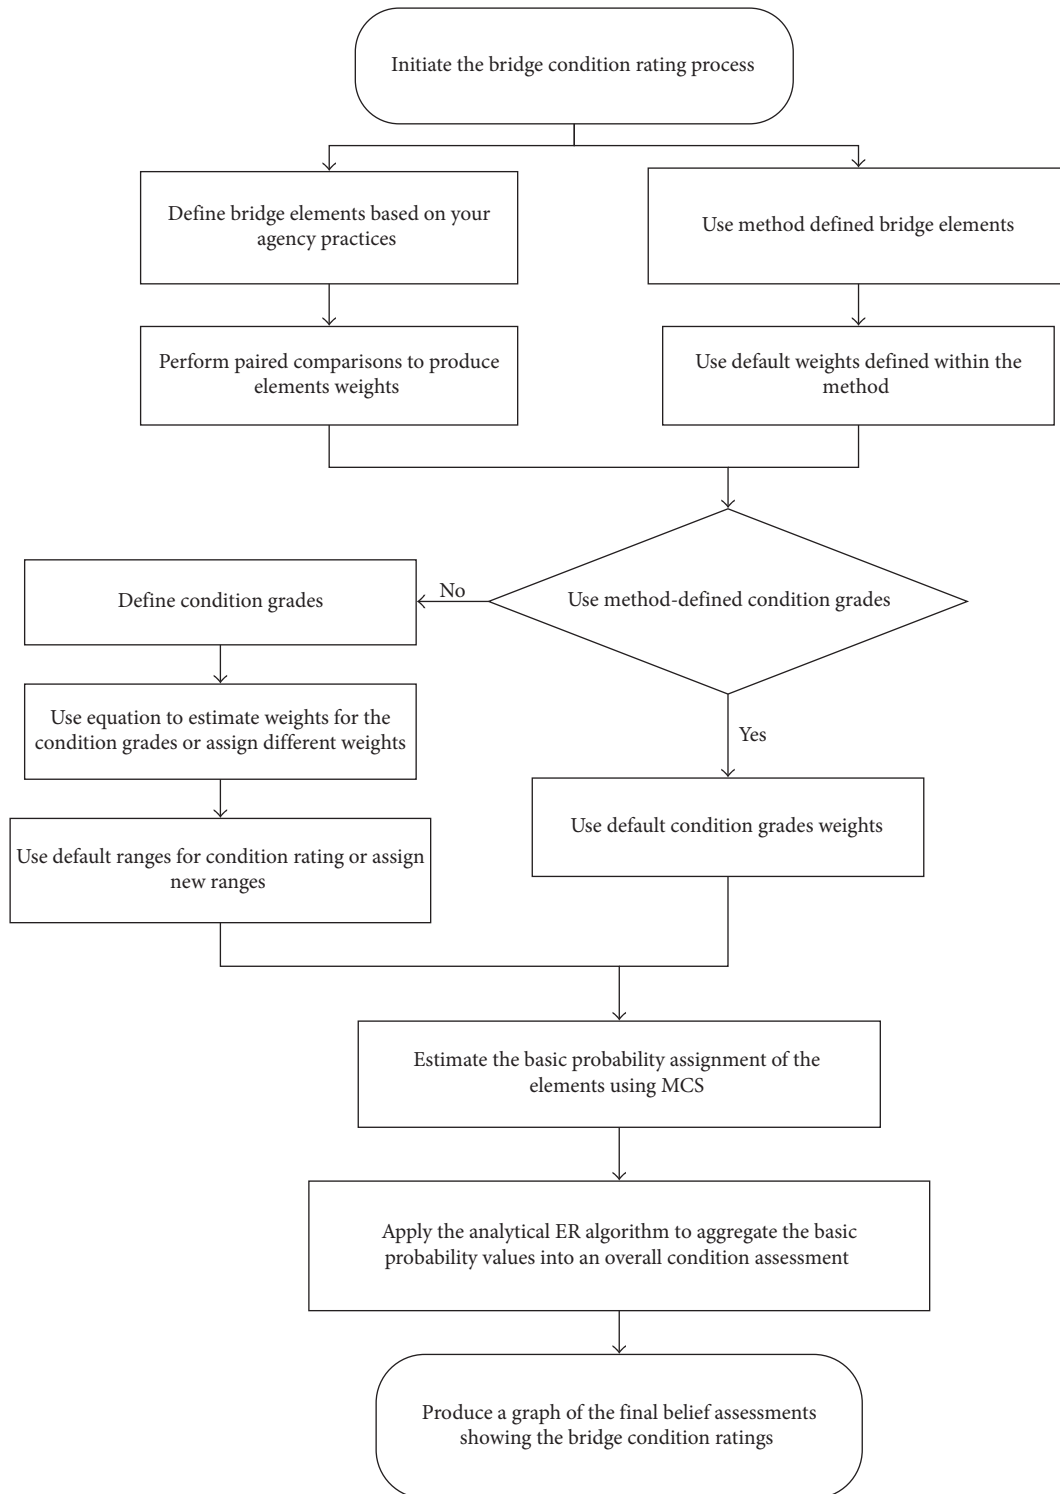 Initiate the bridge condition rating process
Define bridge elements based on your
agency practices
Use method defined bridge elements
Perform paired comparisons to produce
elements weights
Use default weights defined within the
method
Use method-defined condition grades
No
Define condition grades
Use equation to estimate weights for the
condition grades or assign different weights
Yes
Use default condition grades weights
Use default ranges for condition rating or assign
new ranges
Estimate the basic probability assignment of the
elements using MCS
Apply the analytical ER algorithm to aggregate the basic
probability values into an overall condition assessment
Produce a graph of the final belief assessments
showing the bridge condition ratings